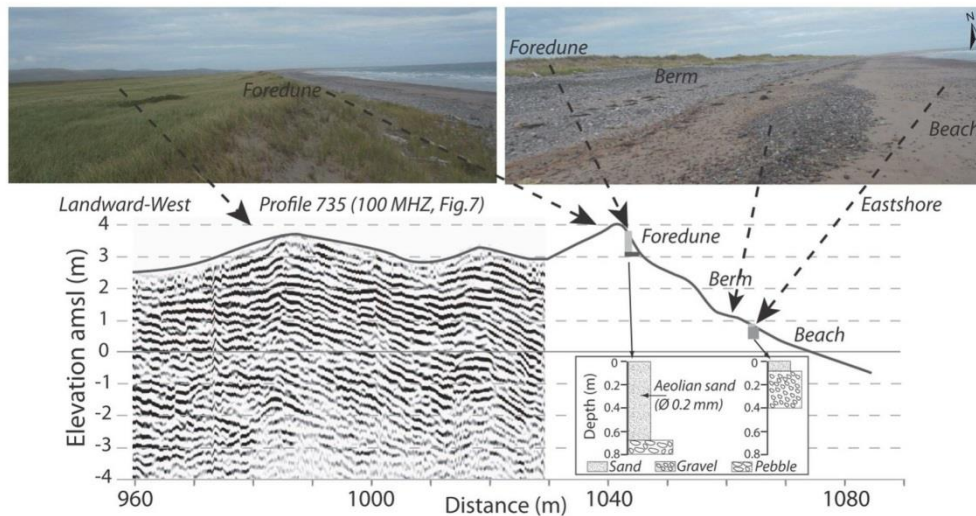 Foredune
Foredune
Berm
N
Beach
Landward-West
Profile 735 (100 MHZ, Fig.7)
Eastshore
Elevation amsl (m)
4
3
2
1
0
-1
-2
-3
-4
Foredune
Berm
Beach
Depth (m)
0
0.2
0.4
0.6
0.8
Aeolian sand
(Ø 0.2 mm)
0
0.2
0.4
0.6
0.8
Sand
Gravel
Pebble
960
1000
1040
1080
Distance (m)